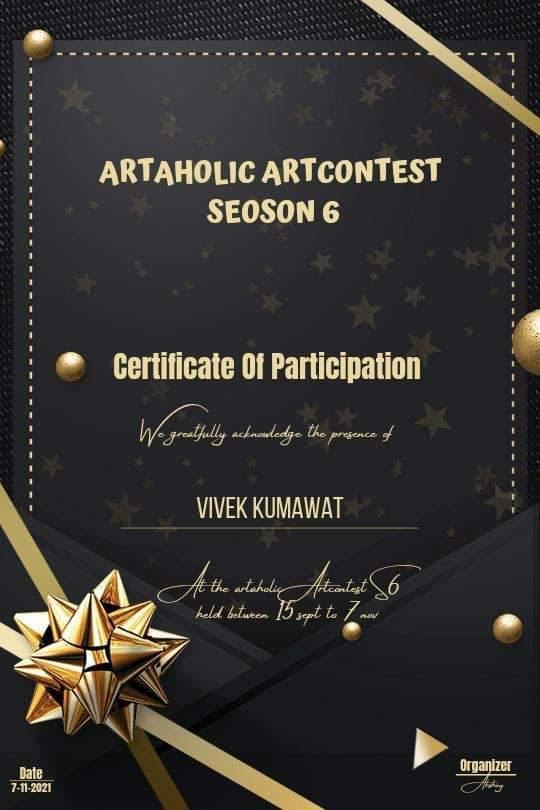 ARTAHOLIC ARTCONTEST
SEOSON 6
Certificate Of Participation
We greatfully acknowledge the presence of
VIVEK KUMAWAT
At the artaholic Artcontest S6
held between 15 sept to 7 nov
Date
7-11-2021
Organizer
Akshay